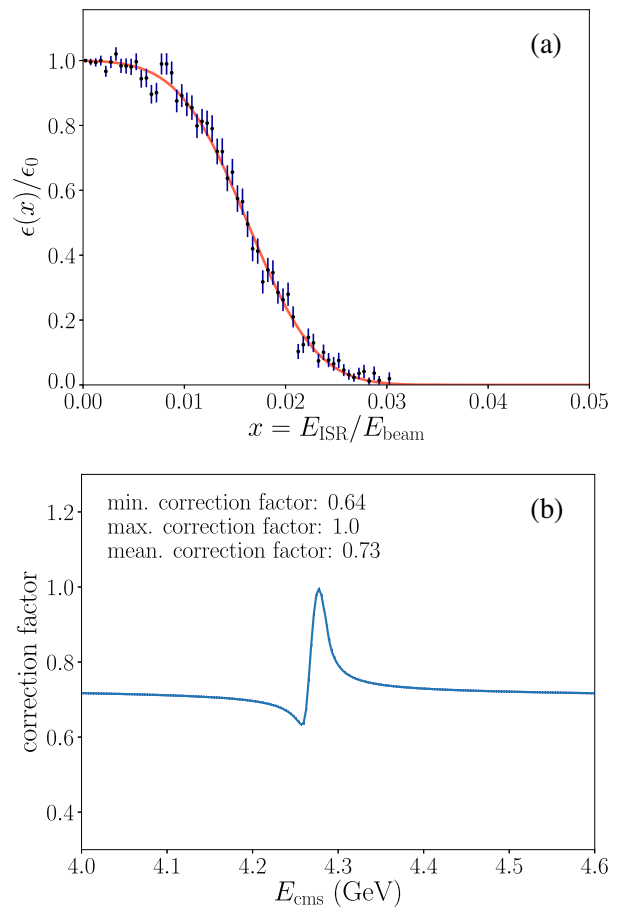 (a)
1.0
0.8
0.6
0.4
0.2
0.0
ϵ(x)/ϵ₀
0.00 0.01 0.02 0.03 0.04 0.05
x = E_ISR/E_beam
(b)
min. correction factor: 0.64
max. correction factor: 1.0
mean. correction factor: 0.73
1.2
1.0
0.8
0.6
0.4
correction factor
4.0 4.1 4.2 4.3 4.4 4.5 4.6
E_cms (GeV)